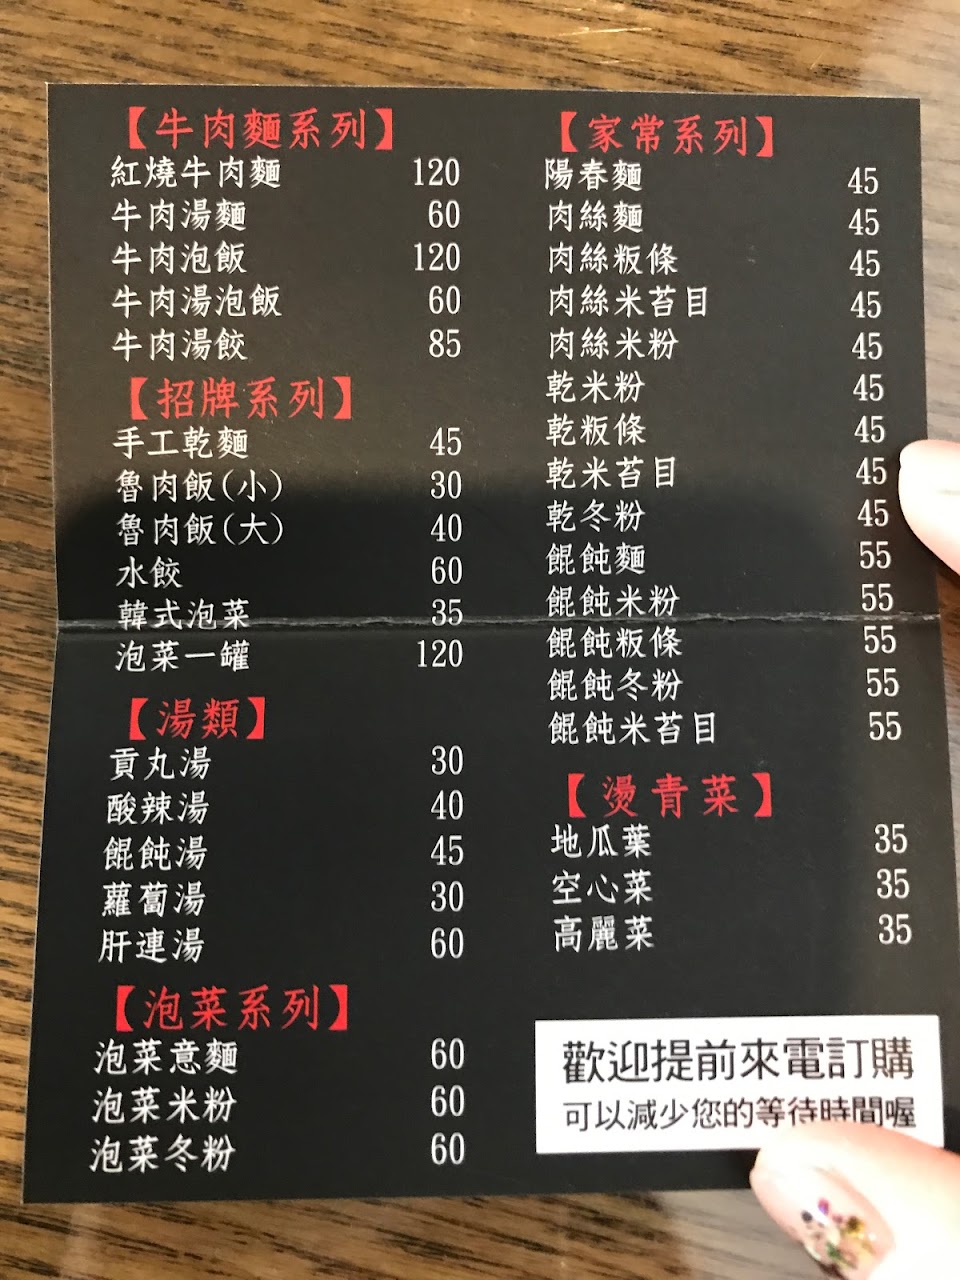 【牛肉麵系列】
紅燒牛肉麵 120
牛肉湯麵 60
牛肉泡飯 120
牛肉湯泡飯 60
牛肉湯餃 85
【招牌系列】
手工乾麵 45
魯肉飯(小) 30
魯肉飯(大) 40
水餃 60
韓式泡菜 35
泡菜一罐 120
【湯類】
貢丸湯 30
酸辣湯 40
餛飩湯 45
蘿蔔湯 30
肝連湯 60
【泡菜系列】
泡菜意麵 60
泡菜米粉 60
泡菜冬粉 60
【家常系列】
陽春麵 45
肉絲麵 45
肉絲粄條 45
肉絲米苔目 45
肉絲米粉 45
乾米粉 45
乾粄條 45
乾米苔目 45
乾冬粉 45
餛飩麵 55
餛飩米粉 55
餛飩粄條 55
餛飩冬粉 55
餛飩米苔目 55
【燙青菜】
地瓜葉 35
空心菜 35
高麗菜 35
歡迎提前來電訂購
可以減少您的等待時間喔